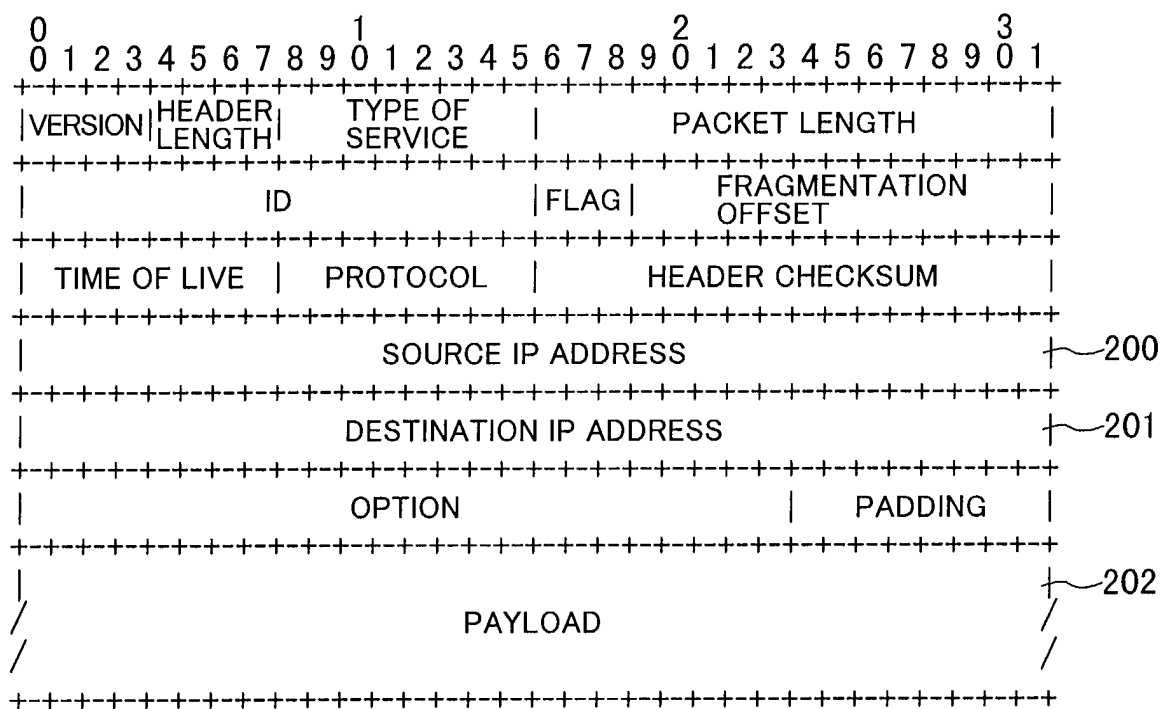 0 1 2 3
0 1 2 3 4 5 6 7 8 9 0 1 2 3 4 5 6 7 8 9 0 1 2 3 4 5 6 7 8 9 0 1
+-+-+-+-+-+-+-+-+-+-+-+-+-+-+-+-+-+-+-+-+-+-+-+-+-+-+-+-+-+-+-+-+
|VERSION|HEADER LENGTH| TYPE OF SERVICE | PACKET LENGTH |
+-+-+-+-+-+-+-+-+-+-+-+-+-+-+-+-+-+-+-+-+-+-+-+-+-+-+-+-+-+-+-+-+
| ID |FLAG| FRAGMENTATION OFFSET |
+-+-+-+-+-+-+-+-+-+-+-+-+-+-+-+-+-+-+-+-+-+-+-+-+-+-+-+-+-+-+-+-+
| TIME OF LIVE | PROTOCOL | HEADER CHECKSUM |
+-+-+-+-+-+-+-+-+-+-+-+-+-+-+-+-+-+-+-+-+-+-+-+-+-+-+-+-+-+-+-+-+
| SOURCE IP ADDRESS | 200
+-+-+-+-+-+-+-+-+-+-+-+-+-+-+-+-+-+-+-+-+-+-+-+-+-+-+-+-+-+-+-+-+
| DESTINATION IP ADDRESS | 201
+-+-+-+-+-+-+-+-+-+-+-+-+-+-+-+-+-+-+-+-+-+-+-+-+-+-+-+-+-+-+-+-+
| OPTION | PADDING |
+-+-+-+-+-+-+-+-+-+-+-+-+-+-+-+-+-+-+-+-+-+-+-+-+-+-+-+-+-+-+-+-+
| | 202
/ PAYLOAD /
/ /
+-+-+-+-+-+-+-+-+-+-+-+-+-+-+-+-+-+-+-+-+-+-+-+-+-+-+-+-+-+-+-+-+